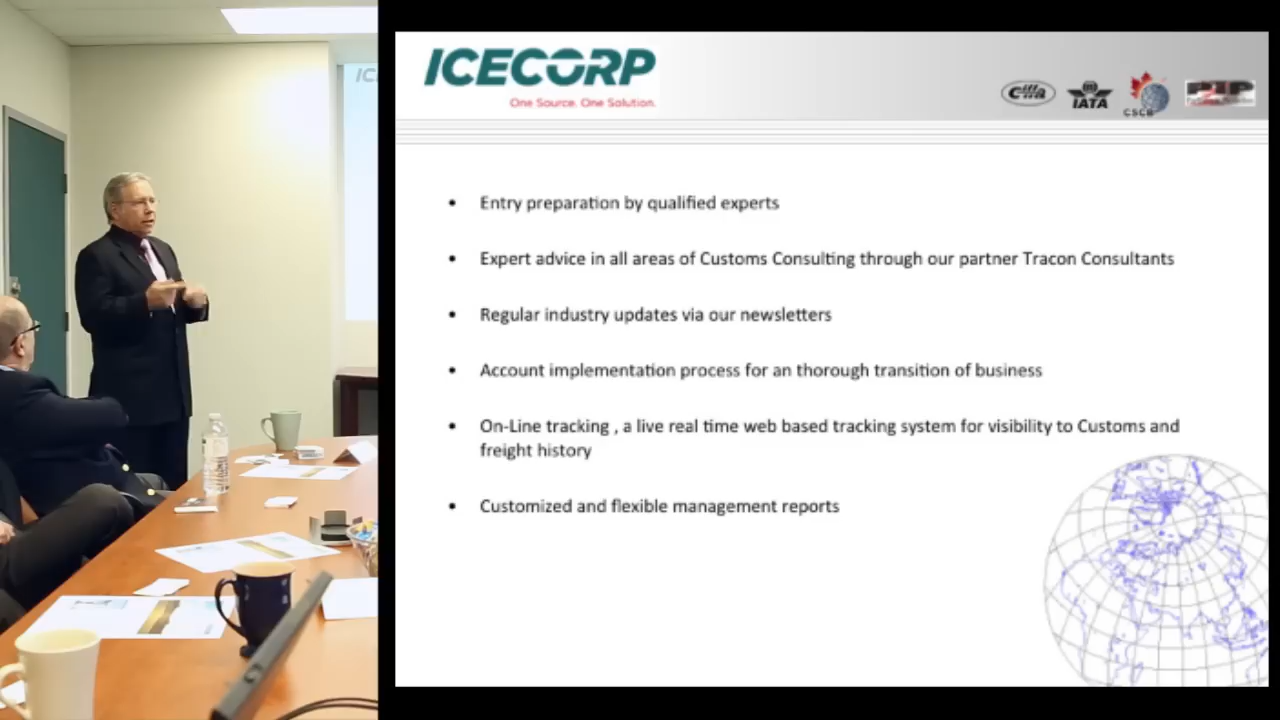 ICECORP
One Source. One Solution.
IC
ciffa
IATA
CSCB
PIP
• Entry preparation by qualified experts
• Expert advice in all areas of Customs Consulting through our partner Tracon Consultants
• Regular industry updates via our newsletters
• Account implementation process for an thorough transition of business
• On-Line tracking , a live real time web based tracking system for visibility to Customs and
freight history
• Customized and flexible management reports